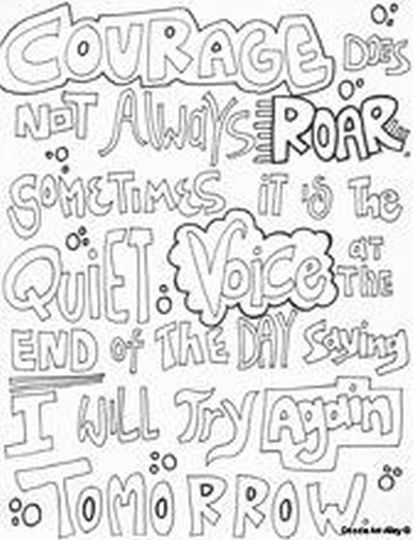 COURAGE DOES
NOT Always ROAR.
SOMETIMES iT iS The
QUiET Voice aT THE
END of THE DAY Saying
I WiLL Try Again
TOMORROW.
Doodle Art Alley ©